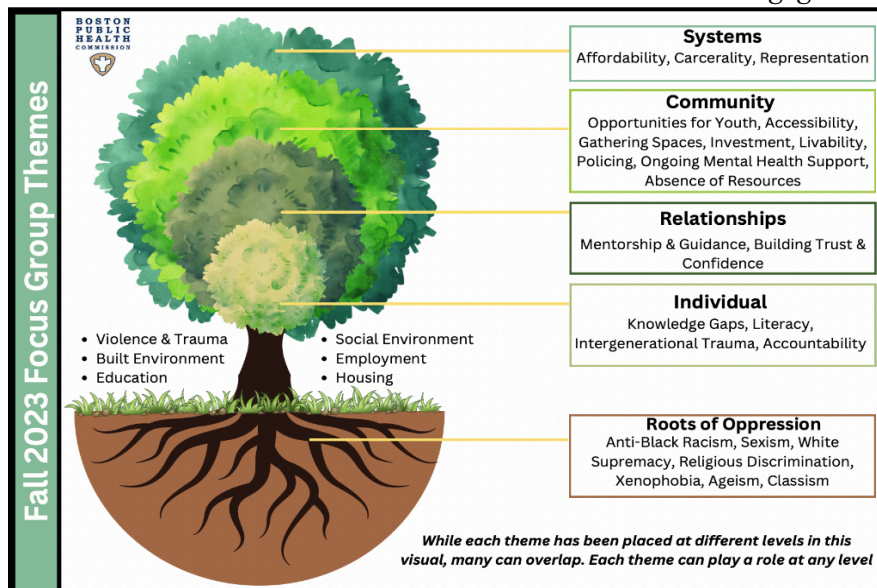 BOSTON
PUBLIC
HEALTH
COMMISSION
Fall 2023 Focus Group Themes
Systems
Affordability, Carcerality, Representation
Community
Opportunities for Youth, Accessibility,
Gathering Spaces, Investment, Livability,
Policing, Ongoing Mental Health Support,
Absence of Resources
Relationships
Mentorship & Guidance, Building Trust &
Confidence
Individual
Knowledge Gaps, Literacy,
Intergenerational Trauma, Accountability
• Violence & Trauma
• Built Environment
• Education
• Social Environment
• Employment
• Housing
Roots of Oppression
Anti-Black Racism, Sexism, White
Supremacy, Religious Discrimination,
Xenophobia, Ageism, Classism
While each theme has been placed at different levels in this
visual, many can overlap. Each theme can play a role at any level